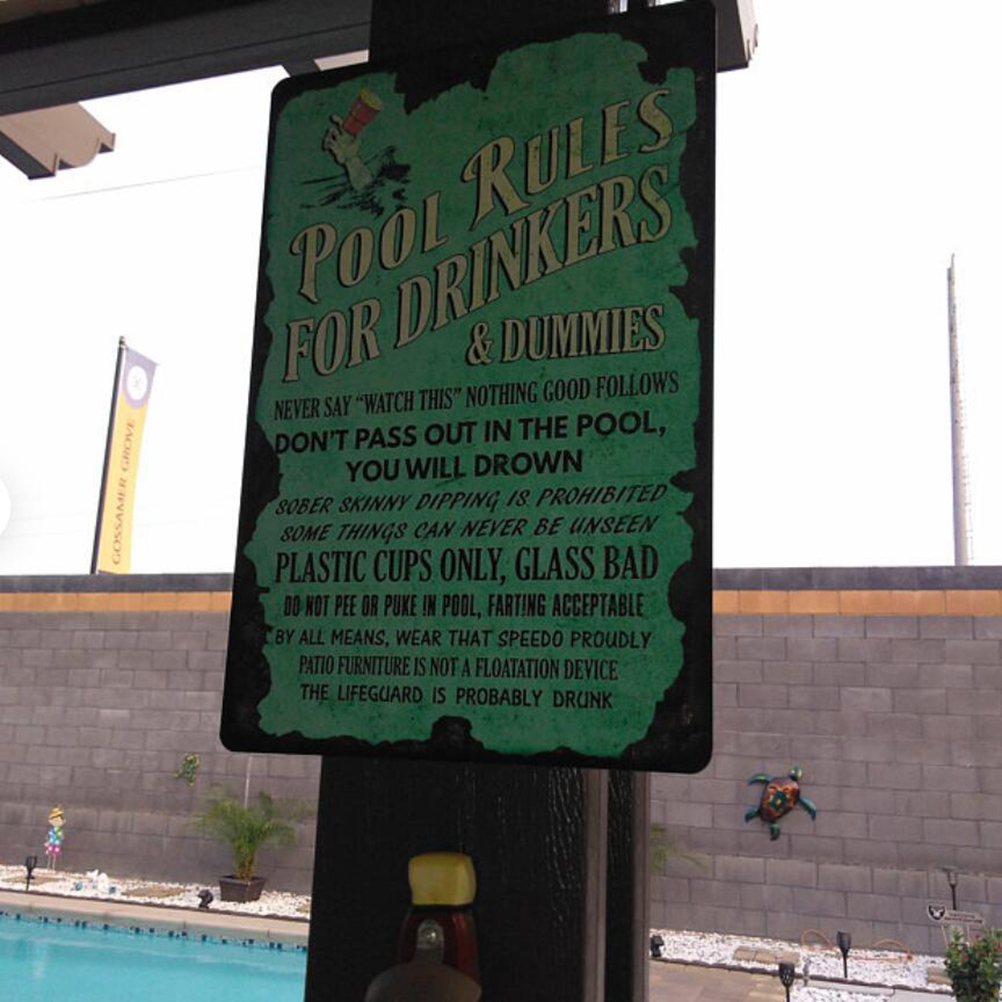 POOL RULES
FOR DRINKERS
& DUMMIES
NEVER SAY “WATCH THIS” NOTHING GOOD FOLLOWS
DON'T PASS OUT IN THE POOL,
YOU WILL DROWN
SOBER SKINNY DIPPING IS PROHIBITED
SOME THINGS CAN NEVER BE UNSEEN
PLASTIC CUPS ONLY, GLASS BAD
DO NOT PEE OR PUKE IN POOL, FARTING ACCEPTABLE
BY ALL MEANS, WEAR THAT SPEEDO PROUDLY
PATIO FURNITURE IS NOT A FLOATATION DEVICE
THE LIFEGUARD IS PROBABLY DRUNK
GOSSAMER GROVE